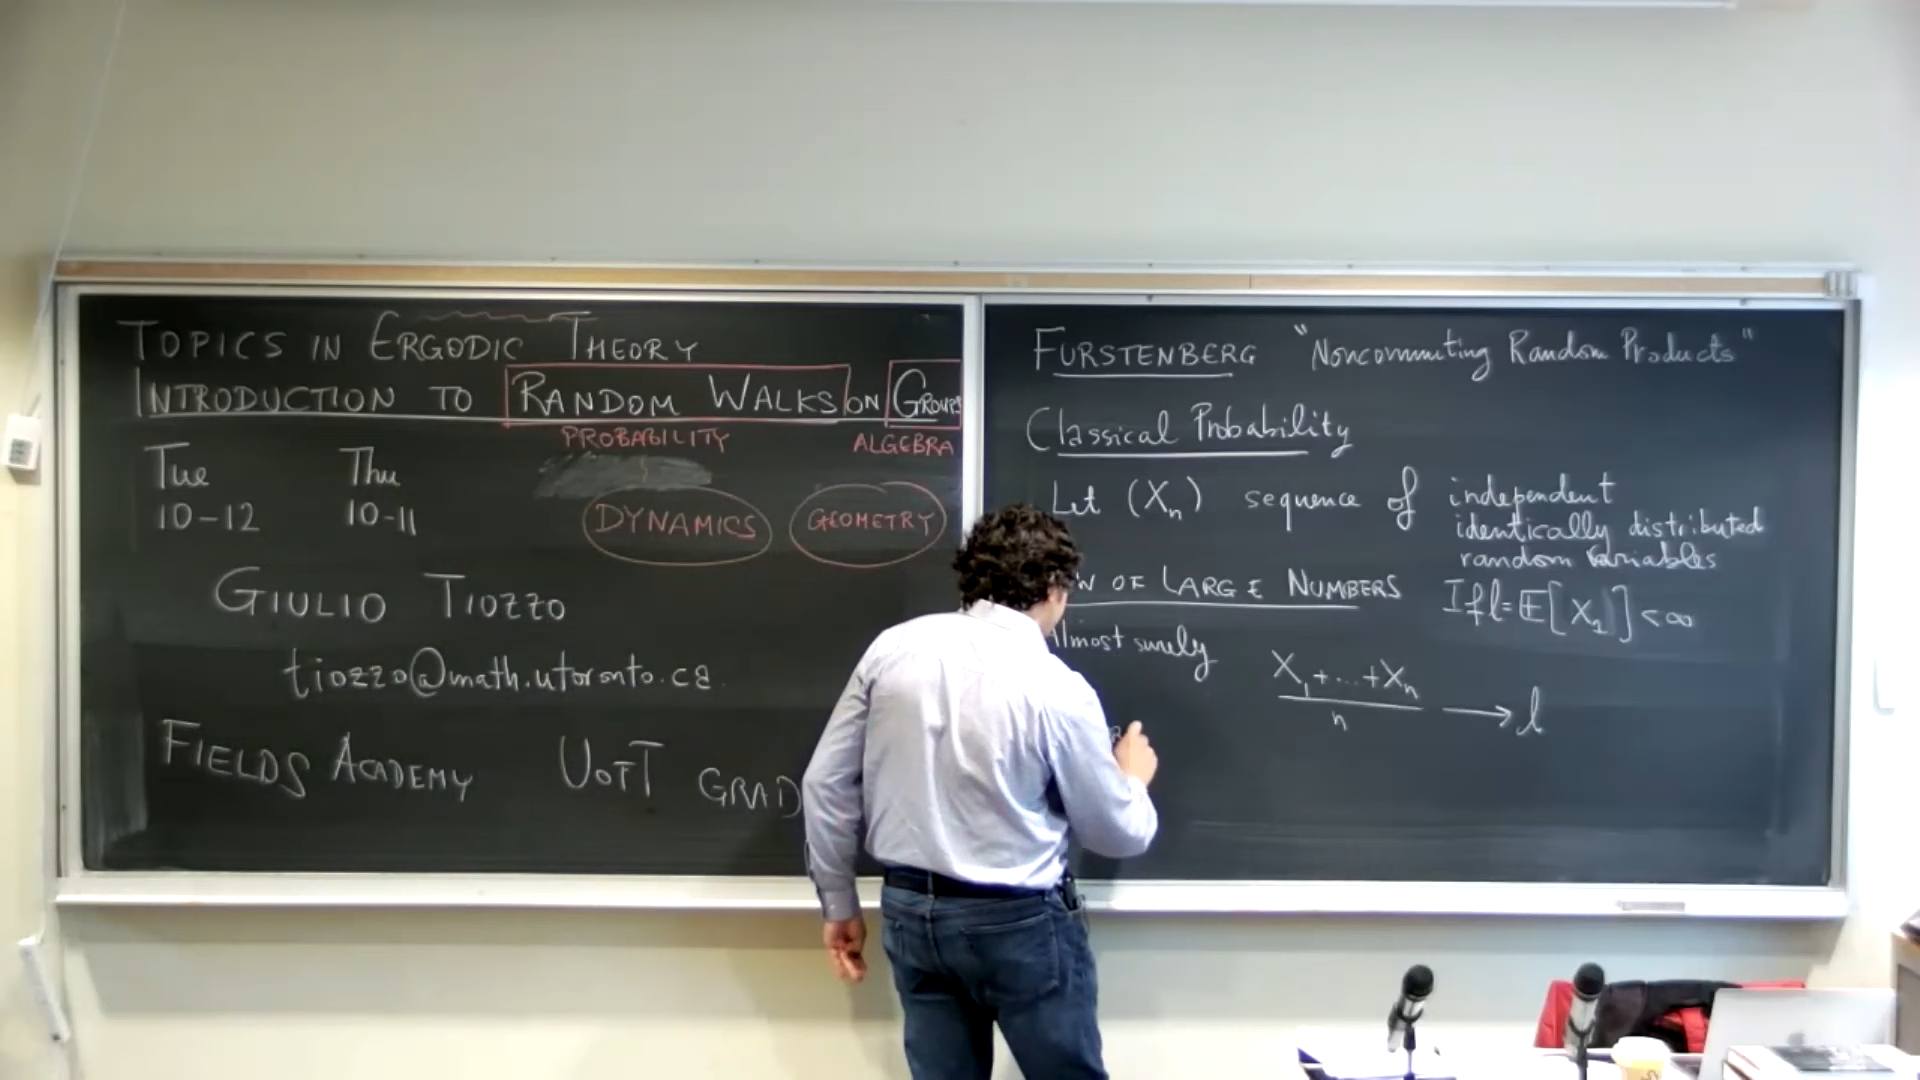 TOPICS IN ERGODIC THEORY
INTRODUCTION TO RANDOM WALKS ON GROUPS
PROBABILITY ALGEBRA
Tue Thu
10-12 10-11
DYNAMICS GEOMETRY
GIULIO TIOZZO
tiozzo@math.utoronto.ca
FIELDS ACADEMY UOFT GRAD
FURSTENBERG "Noncommuting Random Products"
Classical Probability
Let (Xn) sequence of independent
identically distributed
random variables
W OF LARGE NUMBERS If l=𝔼[X₁]<∞
Almost surely X₁+...+Xn
n → l